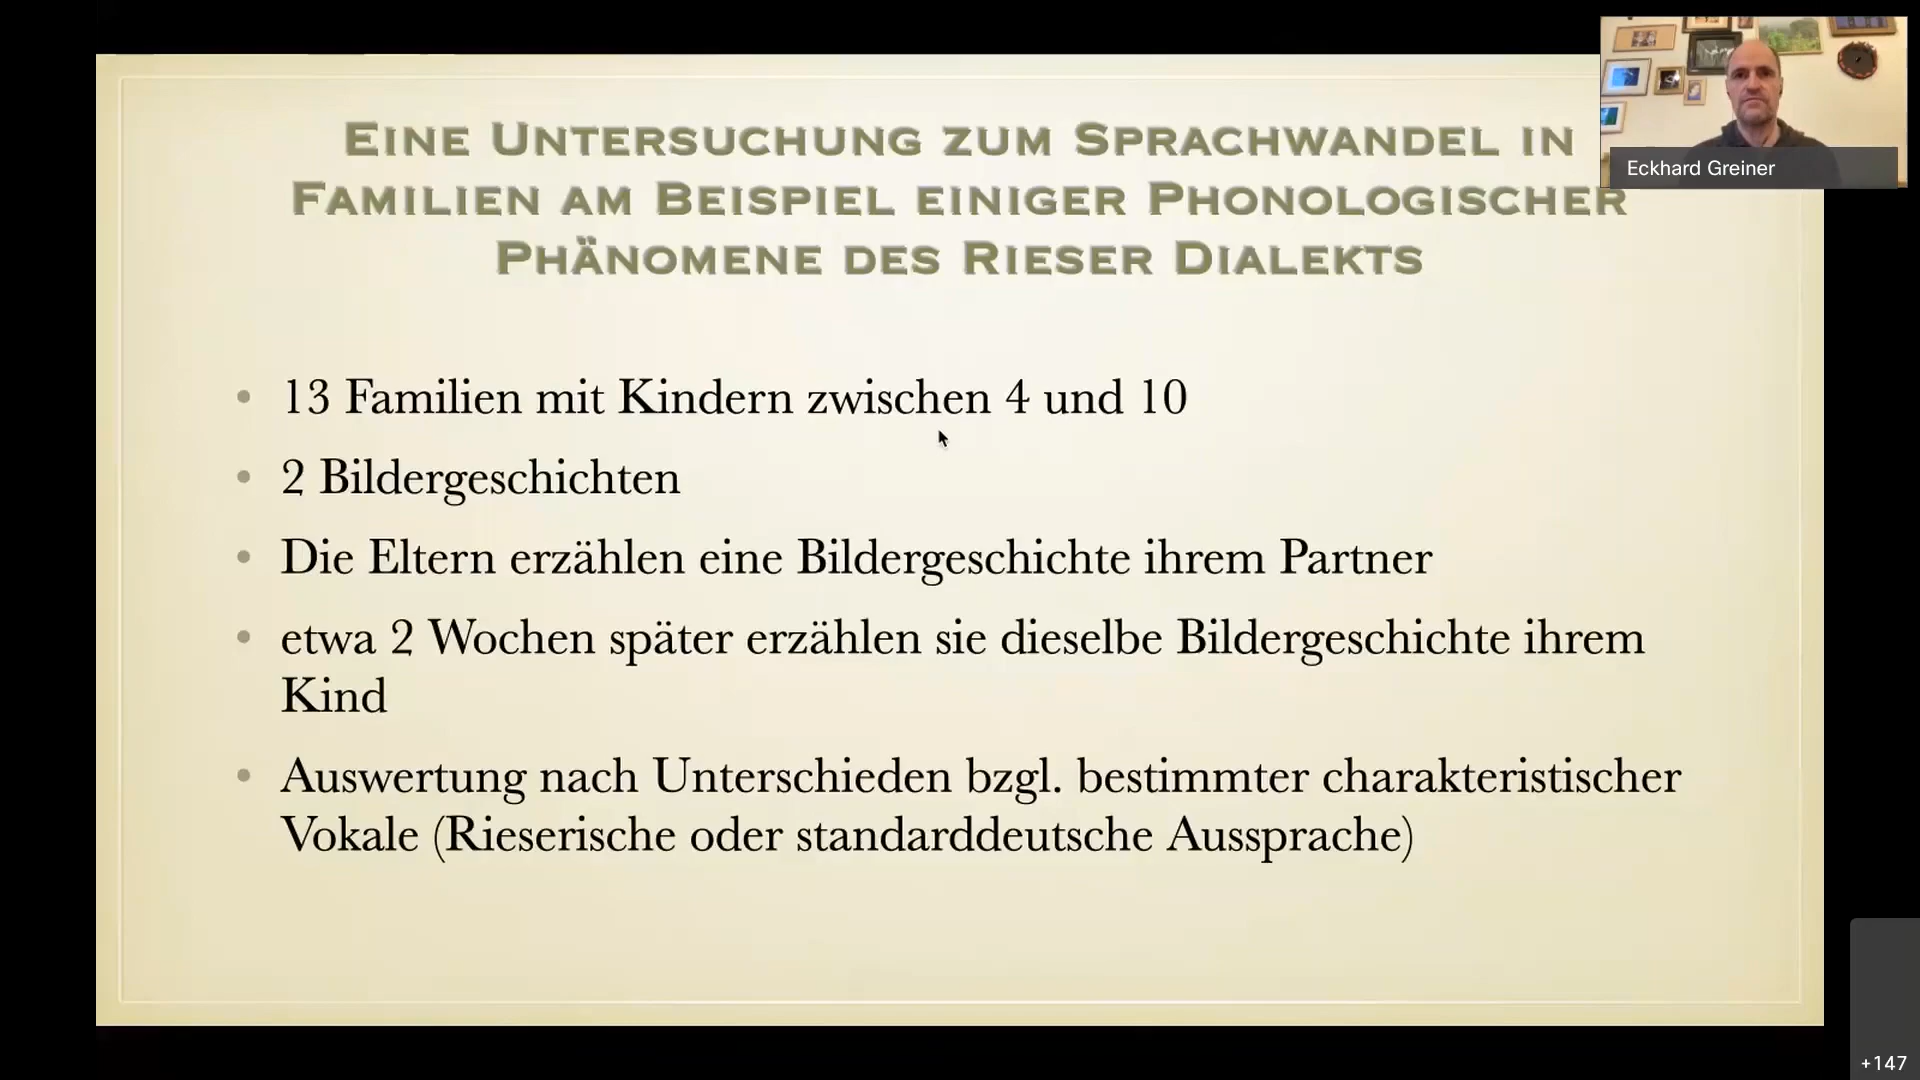 Eckhard Greiner
EINE UNTERSUCHUNG ZUM SPRACHWANDEL IN
FAMILIEN AM BEISPIEL EINIGER PHONOLOGISCHER
PHÄNOMENE DES RIESER DIALEKTS
• 13 Familien mit Kindern zwischen 4 und 10
• 2 Bildergeschichten
• Die Eltern erzählen eine Bildergeschichte ihrem Partner
• etwa 2 Wochen später erzählen sie dieselbe Bildergeschichte ihrem
Kind
• Auswertung nach Unterschieden bzgl. bestimmter charakteristischer
Vokale (Rieserische oder standarddeutsche Aussprache)
+147